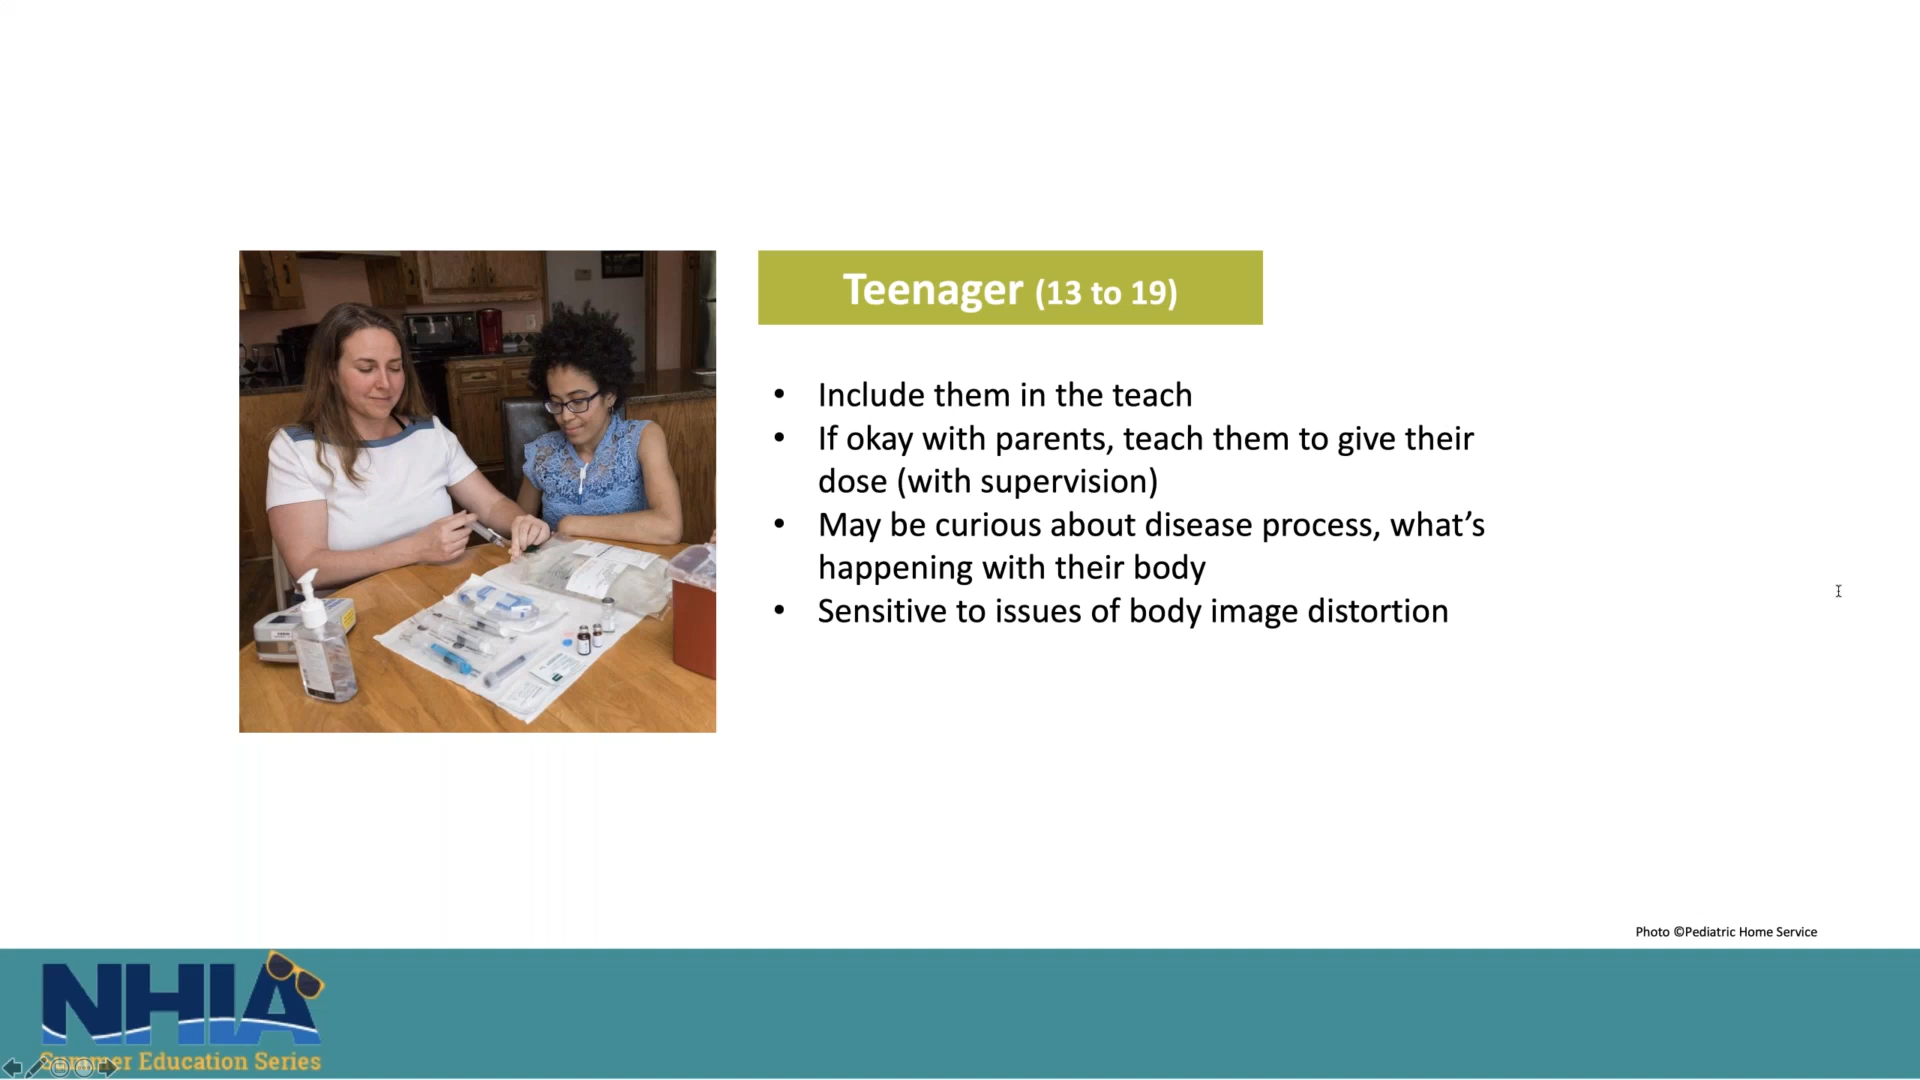 Teenager (13 to 19)
• Include them in the teach
• If okay with parents, teach them to give their
dose (with supervision)
• May be curious about disease process, what's
happening with their body
• Sensitive to issues of body image distortion
Photo ©Pediatric Home Service
NHIA
Summer Education Series